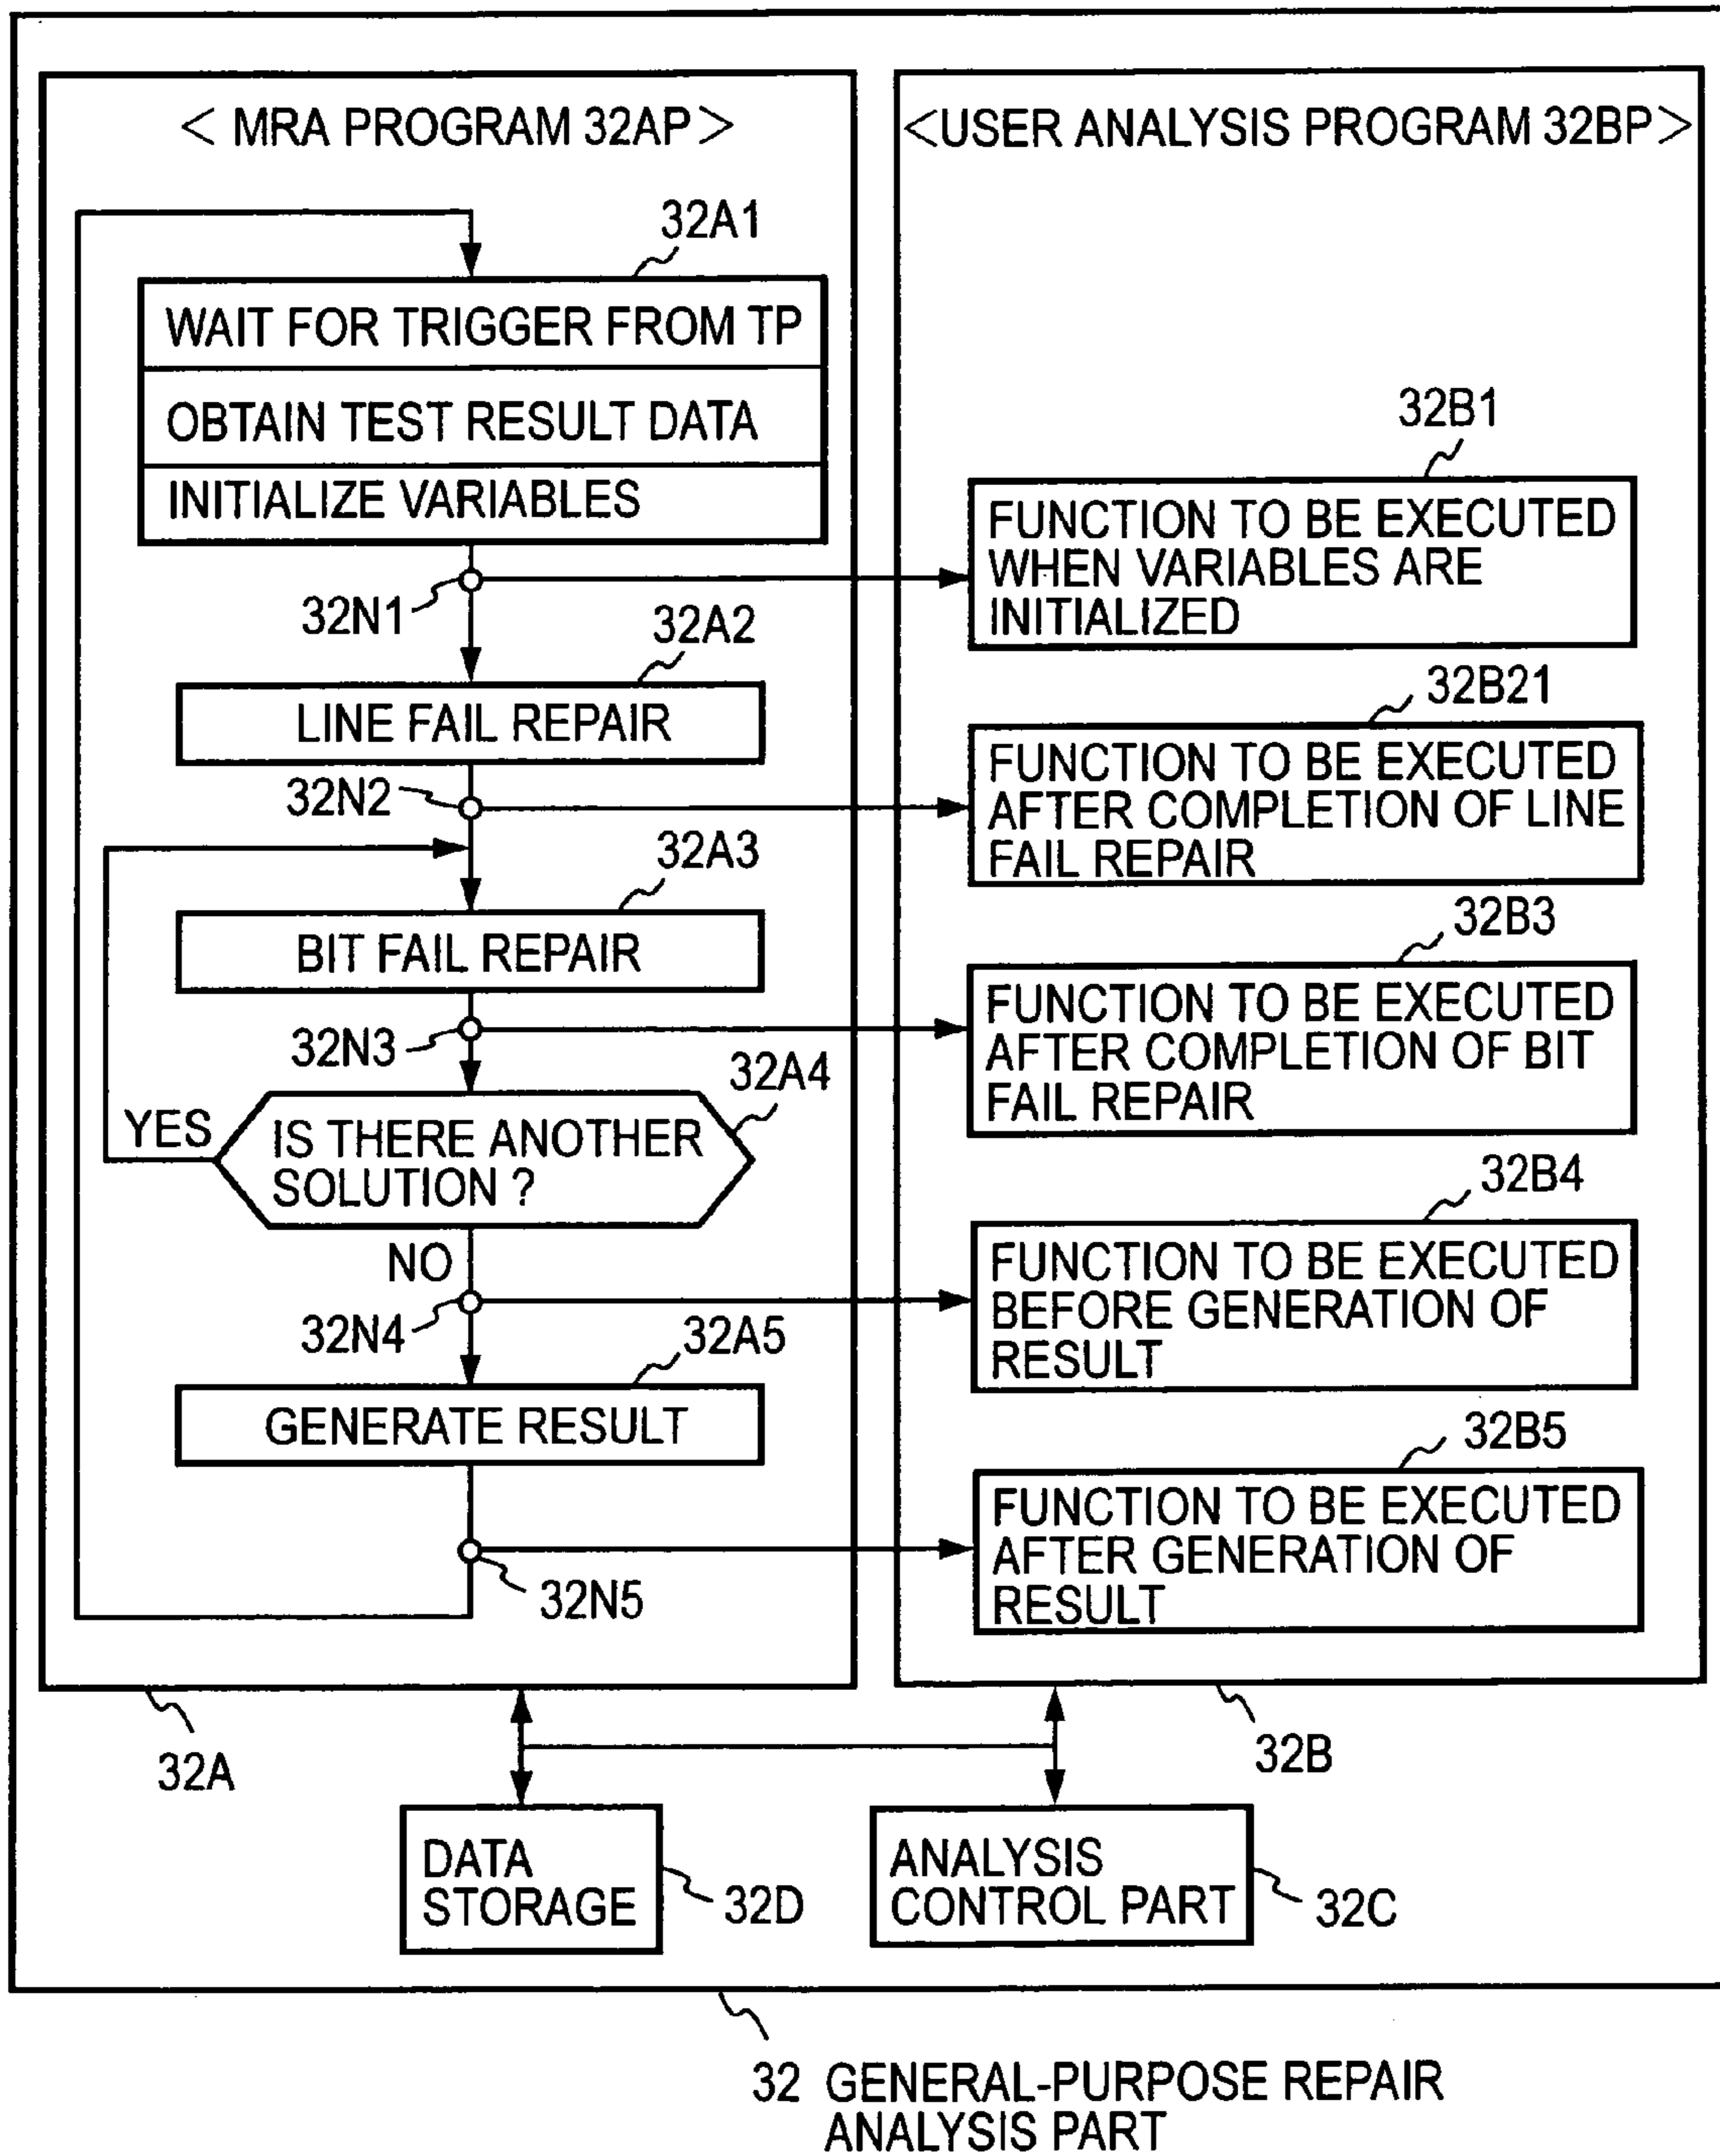 < MRA PROGRAM 32AP >
32A1
WAIT FOR TRIGGER FROM TP
OBTAIN TEST RESULT DATA
INITIALIZE VARIABLES
32N1
32A2
LINE FAIL REPAIR
32N2
32A3
BIT FAIL REPAIR
32N3
32A4
YES
IS THERE ANOTHER
SOLUTION ?
NO
32N4
32A5
GENERATE RESULT
32N5
32A
<USER ANALYSIS PROGRAM 32BP>
32B1
FUNCTION TO BE EXECUTED
WHEN VARIABLES ARE
INITIALIZED
32B21
FUNCTION TO BE EXECUTED
AFTER COMPLETION OF LINE
FAIL REPAIR
32B3
FUNCTION TO BE EXECUTED
AFTER COMPLETION OF BIT
FAIL REPAIR
32B4
FUNCTION TO BE EXECUTED
BEFORE GENERATION OF
RESULT
32B5
FUNCTION TO BE EXECUTED
AFTER GENERATION OF
RESULT
32B
DATA
STORAGE
32D
ANALYSIS
CONTROL PART
32C
32 GENERAL-PURPOSE REPAIR
ANALYSIS PART